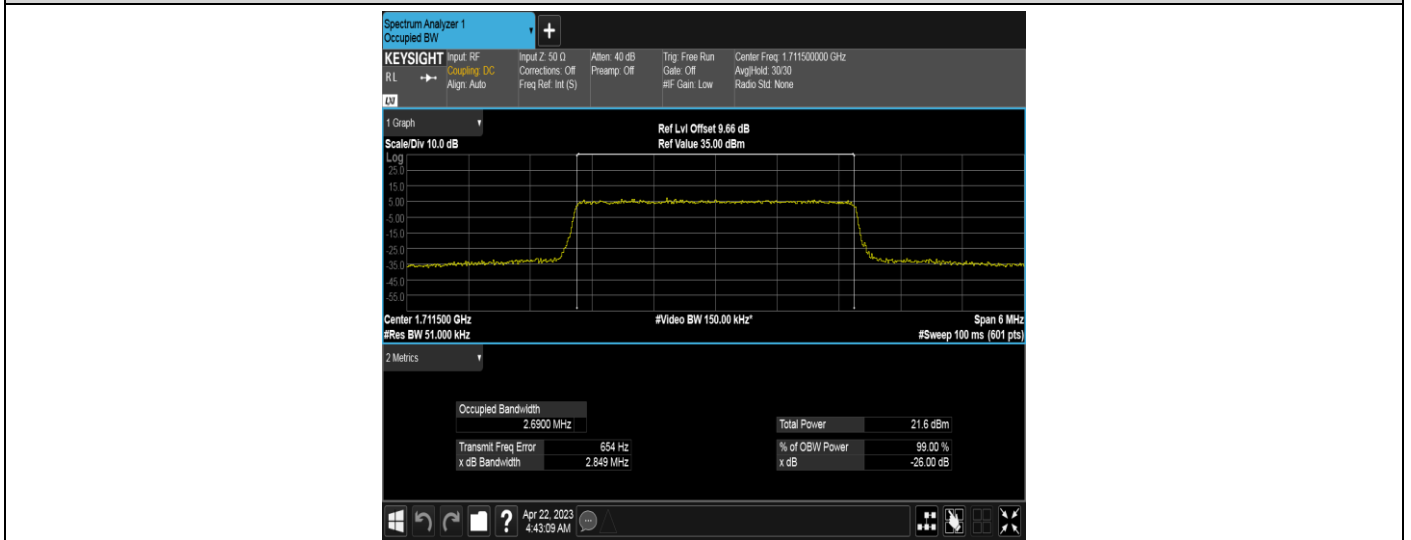 Spectrum Analyzer 1
Occupied BW
+
KEYSIGHT
RL
LXI
Input: RF
Coupling: DC
Align: Auto
Input Z: 50 Ω
Corrections: Off
Freq Ref: Int (S)
Atten: 40 dB
Preamp: Off
Trig: Free Run
Gate: Off
#IF Gain: Low
Center Freq: 1.711500000 GHz
Avg|Hold: 30/30
Radio Std: None
1 Graph
Scale/Div 10.0 dB
Ref Lvl Offset 9.66 dB
Ref Value 35.00 dBm
Log
25.0
15.0
5.00
-5.00
-15.0
-25.0
-35.0
-45.0
-55.0
Center 1.711500 GHz
#Video BW 150.00 kHz*
Span 6 MHz
#Res BW 51.000 kHz
#Sweep 100 ms (601 pts)
2 Metrics
Occupied Bandwidth
2.6900 MHz
Total Power 21.6 dBm
Transmit Freq Error 654 Hz
% of OBW Power 99.00 %
x dB Bandwidth 2.849 MHz
x dB -26.00 dB
?
Apr 22, 2023
4:43:09 AM